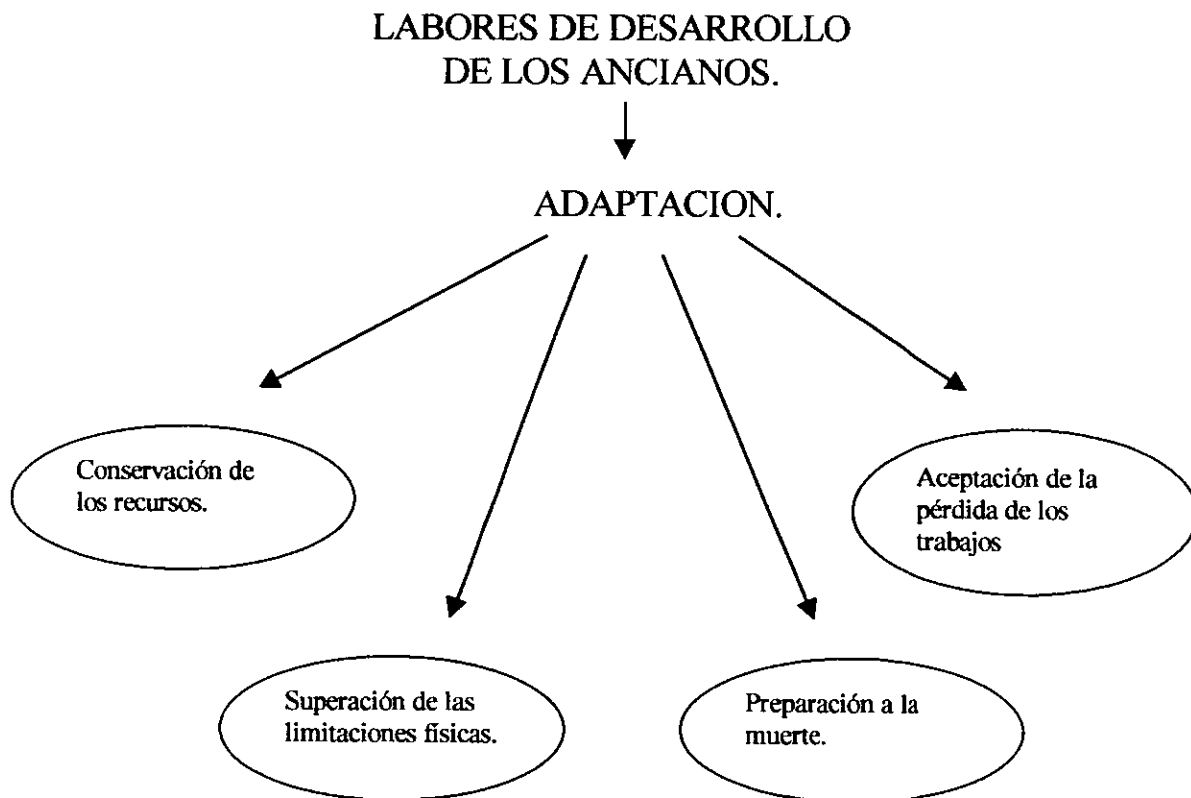 LABORES DE DESARROLLO
DE LOS ANCIANOS.
ADAPTACION.
Conservación de
los recursos.
Aceptación de la
pérdida de los
trabajos
Superación de las
limitaciones físicas.
Preparación a la
muerte.